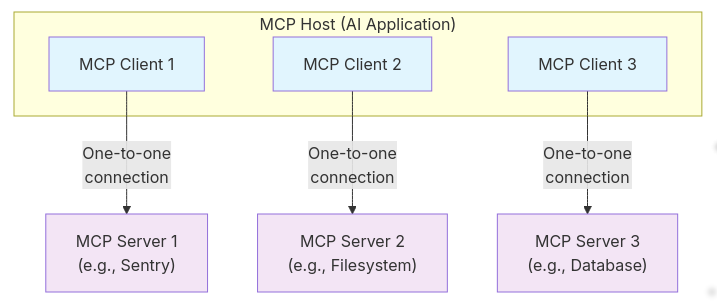 MCP Host (AI Application)
MCP Client 1
MCP Client 2
MCP Client 3
One-to-one
connection
One-to-one
connection
One-to-one
connection
MCP Server 1
(e.g., Sentry)
MCP Server 2
(e.g., Filesystem)
MCP Server 3
(e.g., Database)